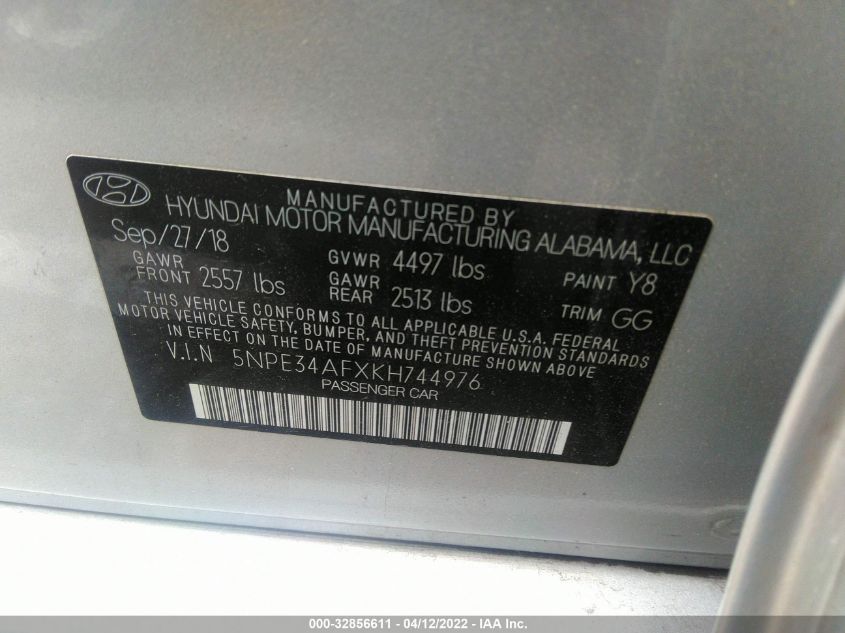 MANUFACTURED BY
HYUNDAI MOTOR MANUFACTURING ALABAMA, LLC
Sep/27/18
GAWR FRONT 2557 lbs
GVWR 4497 lbs
GAWR REAR 2513 lbs
PAINT Y8
TRIM GG
THIS VEHICLE CONFORMS TO ALL APPLICABLE U.S.A. FEDERAL
MOTOR VEHICLE SAFETY, BUMPER, AND THEFT PREVENTION STANDARDS
IN EFFECT ON THE DATE OF MANUFACTURE SHOWN ABOVE
V.I.N 5NPE34AFXKH744976
PASSENGER CAR
000-32856611 - 04/12/2022 - IAA Inc.